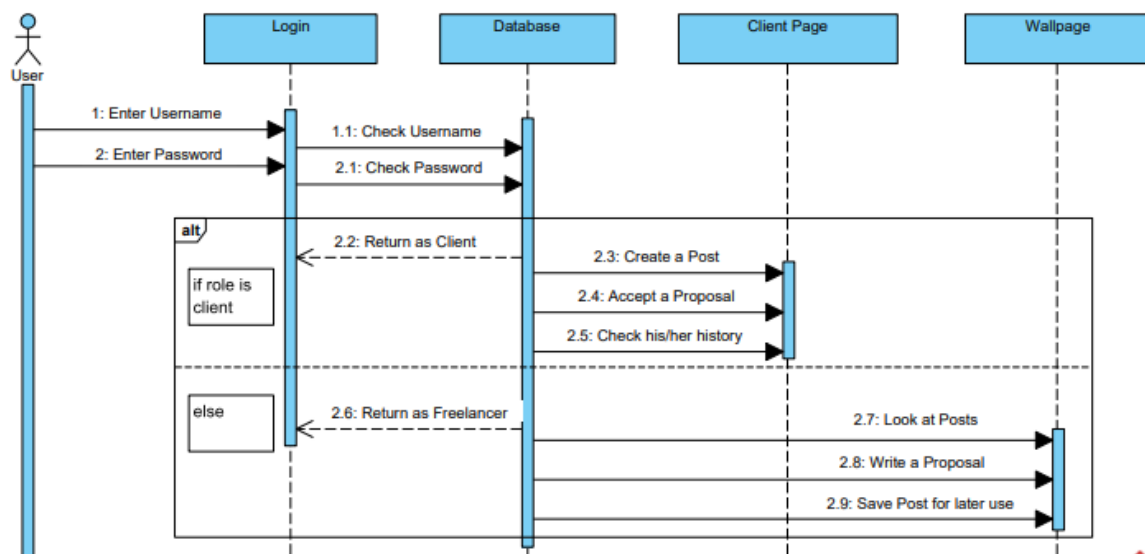 Login
Database
Client Page
Wallpage
User
1: Enter Username
1.1: Check Username
2: Enter Password
2.1: Check Password
alt
2.2: Return as Client
2.3: Create a Post
if role is
client
2.4: Accept a Proposal
2.5: Check his/her history
else
2.6: Return as Freelancer
2.7: Look at Posts
2.8: Write a Proposal
2.9: Save Post for later use